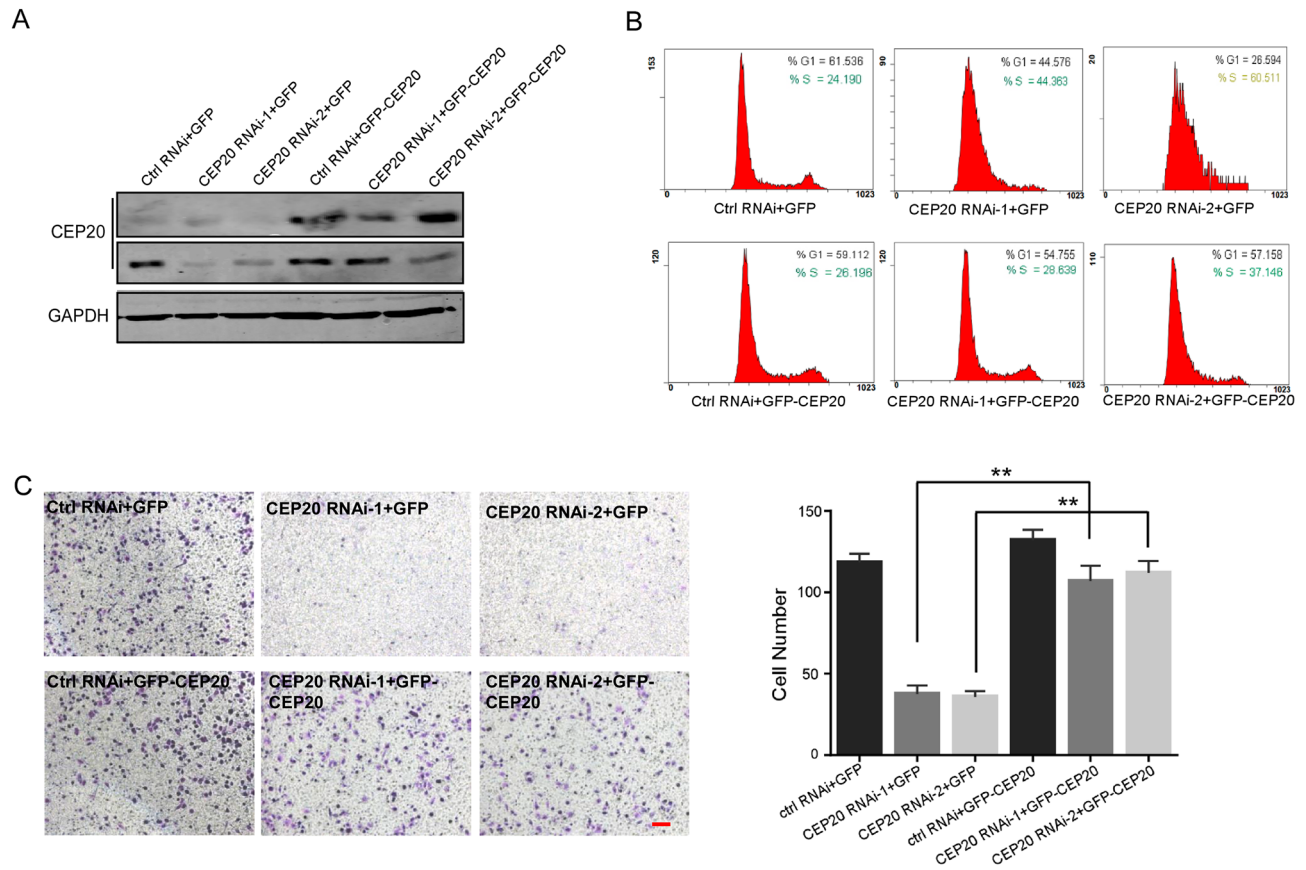 A
Ctrl RNAi+GFP
CEP20 RNAi-1+GFP
CEP20 RNAi-2+GFP
Ctrl RNAi+GFP-CEP20
CEP20 RNAi-1+GFP-CEP20
CEP20 RNAi-2+GFP-CEP20
CEP20
GAPDH
B
153
% G1 = 61.536
% S = 24.190
0
1023
Ctrl RNAi+GFP
90
% G1 = 44.576
% S = 44.363
0
1023
CEP20 RNAi-1+GFP
20
% G1 = 26.594
% S = 60.511
0
1023
CEP20 RNAi-2+GFP
120
% G1 = 59.112
% S = 26.196
0
1023
Ctrl RNAi+GFP-CEP20
120
% G1 = 54.755
% S = 28.639
0
1023
CEP20 RNAi-1+GFP-CEP20
110
% G1 = 57.158
% S = 37.146
0
1023
CEP20 RNAi-2+GFP-CEP20
C
Ctrl RNAi+GFP
CEP20 RNAi-1+GFP
CEP20 RNAi-2+GFP
Ctrl RNAi+GFP-CEP20
CEP20 RNAi-1+GFP-
CEP20
CEP20 RNAi-2+GFP-
CEP20
**
**
Cell Number
150
100
50
0
ctrl RNAi+GFP
CEP20 RNAi-1+GFP
CEP20 RNAi-2+GFP
ctrl RNAi+GFP-CEP20
CEP20 RNAi-1+GFP-CEP20
CEP20 RNAi-2+GFP-CEP20